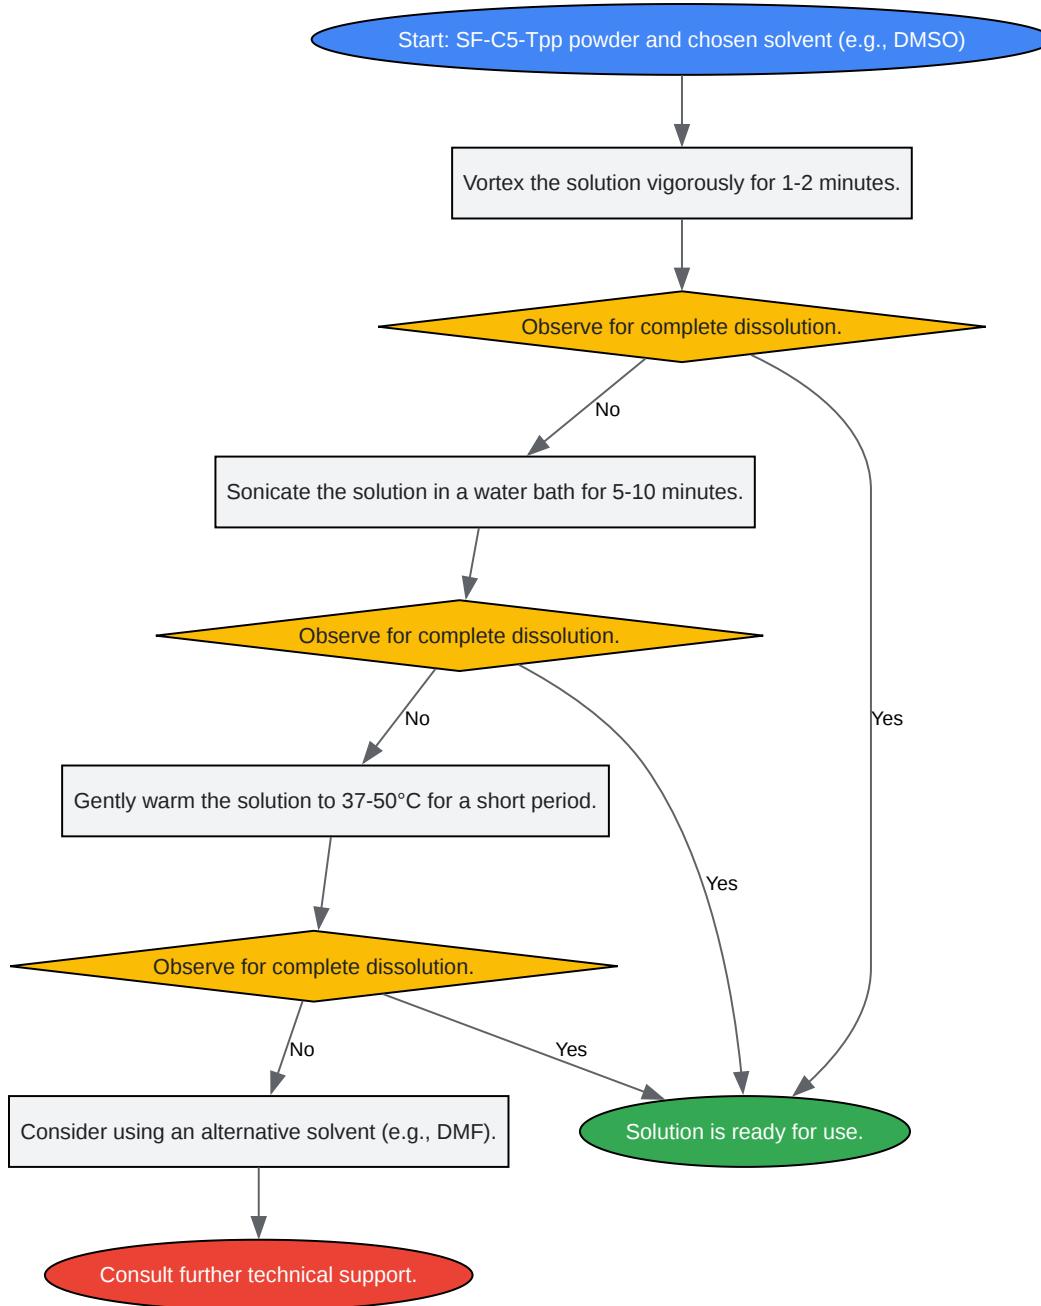 Start: SF-C5-Tpp powder and chosen solvent (e.g., DMSO)
Vortex the solution vigorously for 1-2 minutes.
Observe for complete dissolution.
No
Sonicate the solution in a water bath for 5-10 minutes.
Observe for complete dissolution.
No
Yes
Gently warm the solution to 37-50°C for a short period.
Yes
Observe for complete dissolution.
No
Yes
Consider using an alternative solvent (e.g., DMF).
Solution is ready for use.
Consult further technical support.